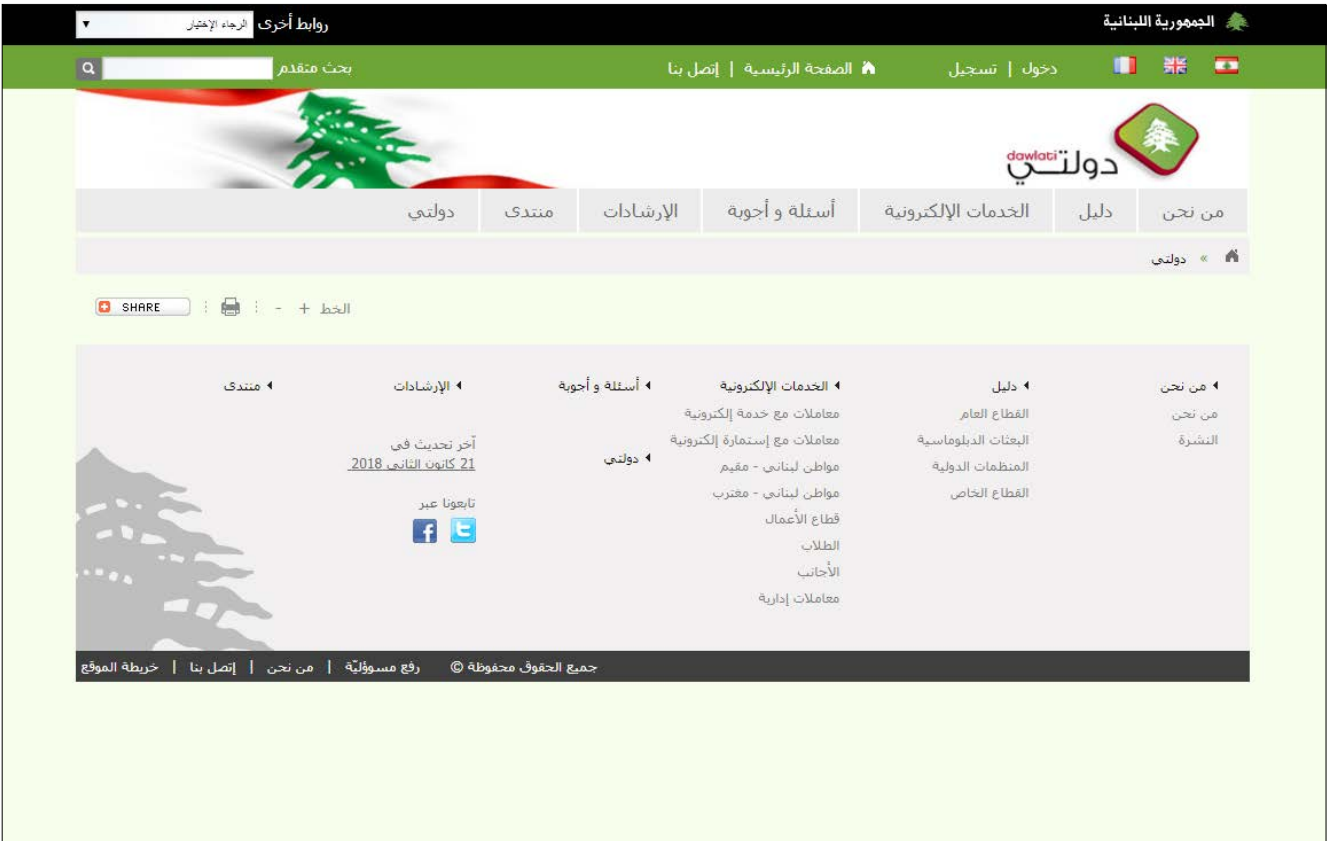 الجمهورية اللبنانية
روابط أخرى الرجاء الإختيار
دخول | تسجيل
الصفحة الرئيسية | إتصل بنا
بحث متقدم
دولتي
dawlati
من نحن
دليل
الخدمات الإلكترونية
أسئلة و أجوبة
الإرشادات
منتدى
دولتي
» دولتي
الخط + -
SHARE
من نحن
من نحن
النشرة
دليل
القطاع العام
البعثات الدبلوماسية
المنظمات الدولية
القطاع الخاص
الخدمات الإلكترونية
معاملات مع خدمة إلكترونية
معاملات مع إستمارة إلكترونية
مواطن لبناني - مقيم
مواطن لبناني - مغترب
قطاع الأعمال
الطلاب
الأجانب
معاملات إدارية
أسئلة و أجوبة
دولتي
الإرشادات
آخر تحديث في
21 كانون الثاني 2018
تابعونا عبر
منتدى
جميع الحقوق محفوظة ©
رفع مسوؤليّة | من نحن | إتصل بنا | خريطة الموقع